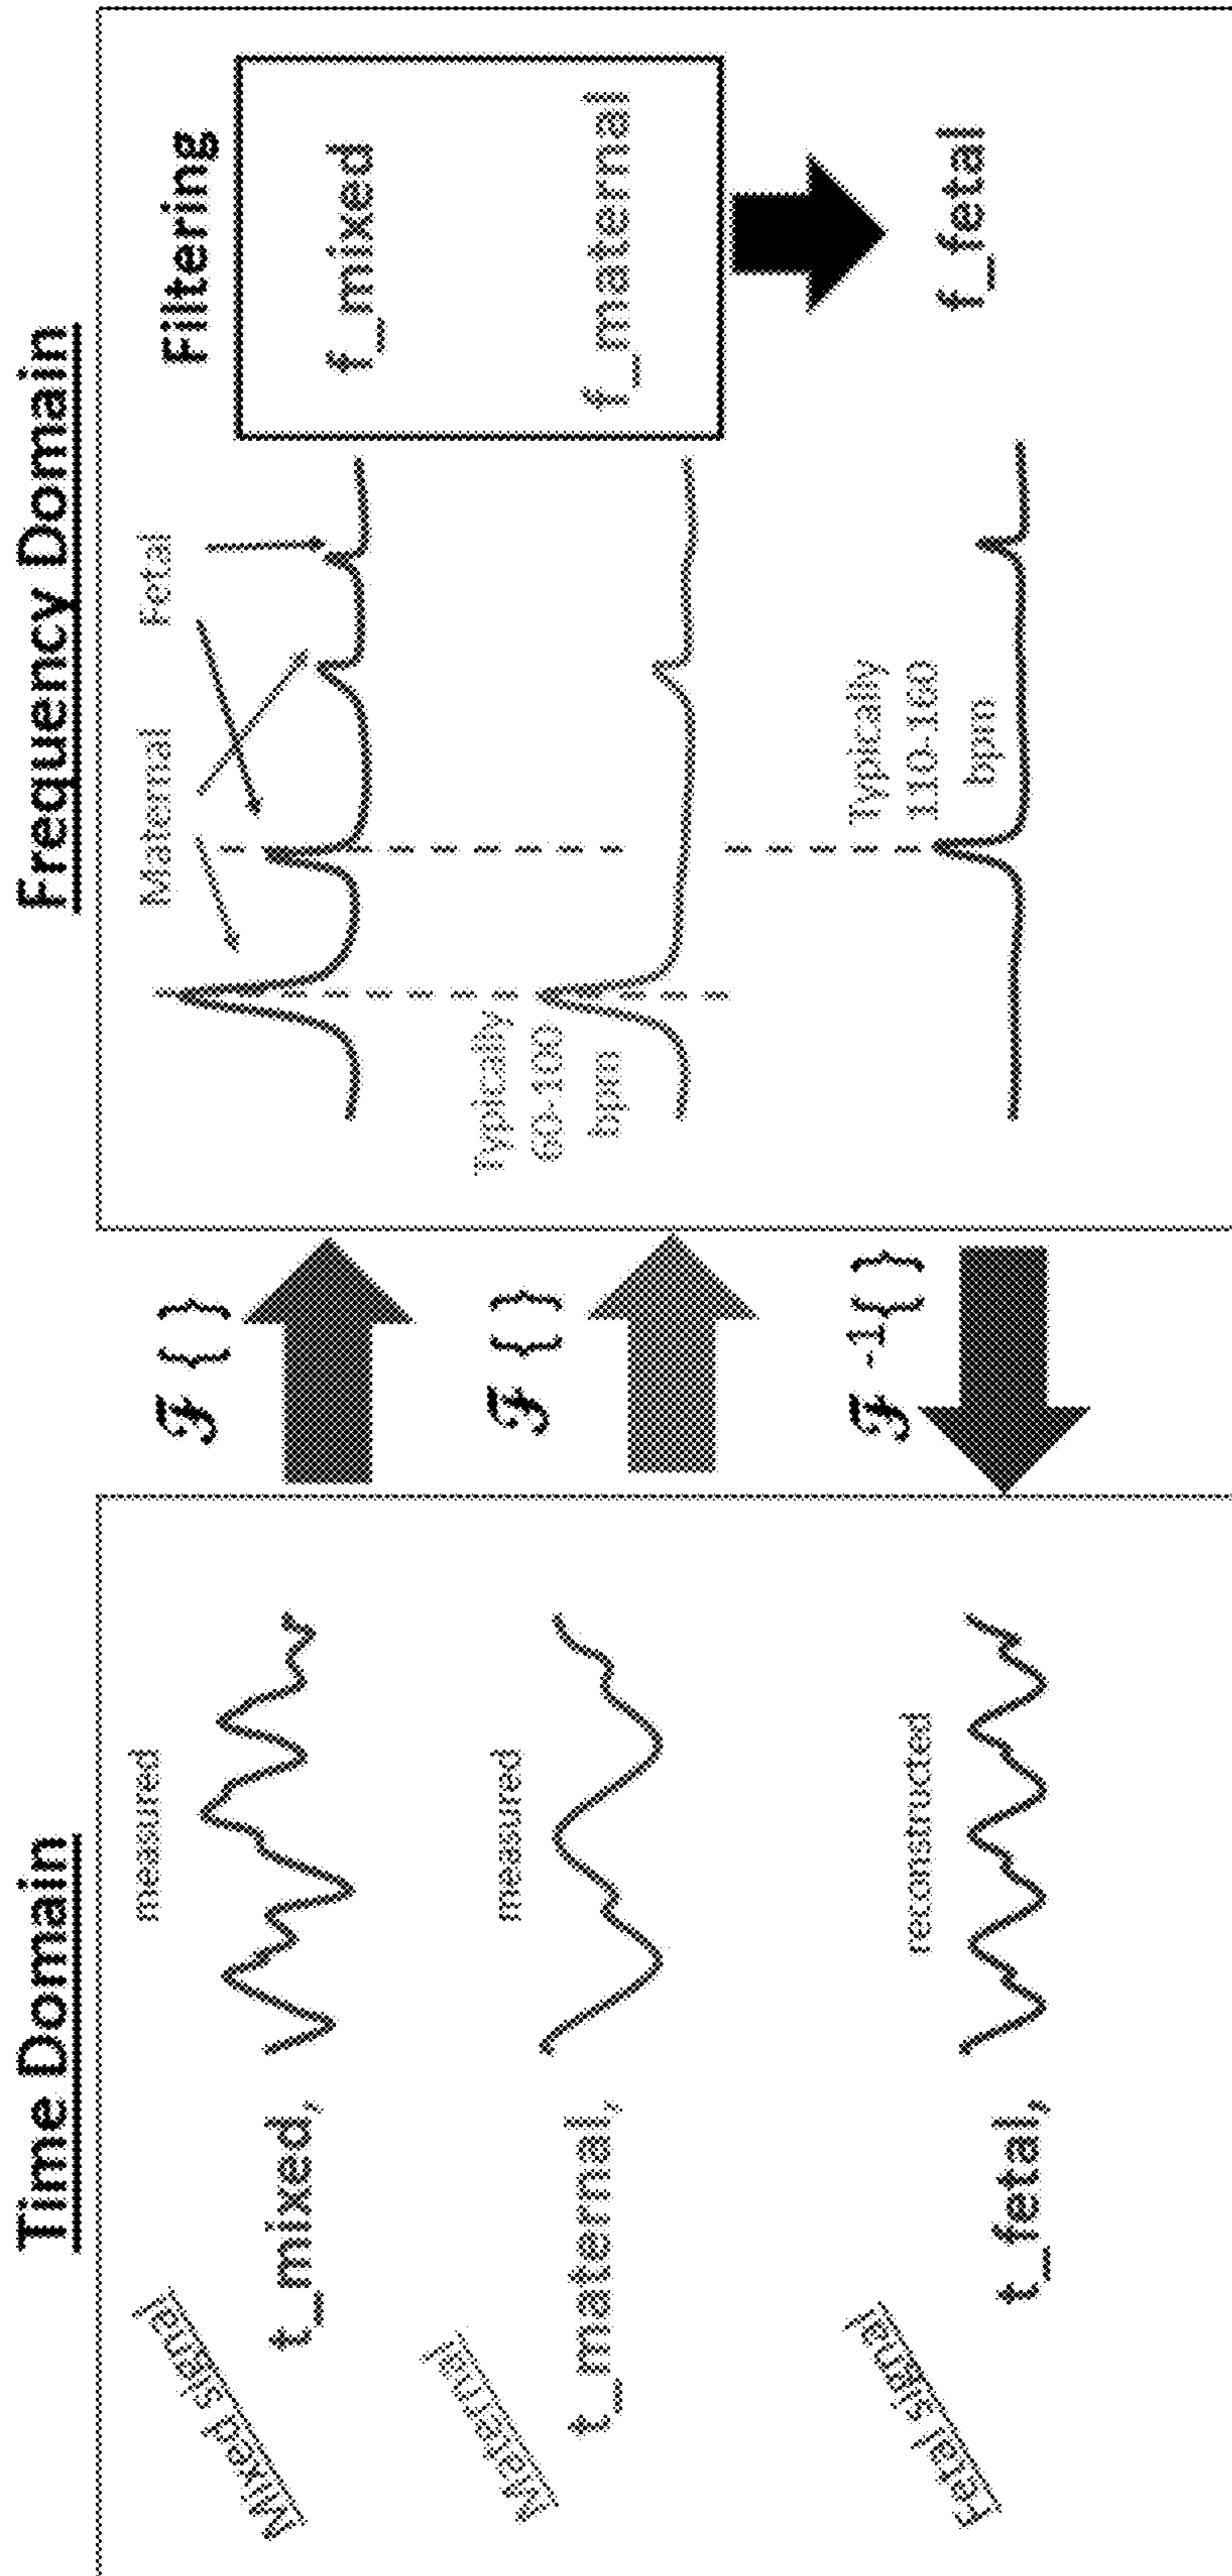 Time Domain
Mixed signal
t_mixed,
measured
Maternal
t_maternal,
measured
Fetal signal
t_fetal,
reconstructed
ℱ { }
ℱ { }
ℱ -1{ }
Frequency Domain
Maternal
Fetal
Typically
60-100
bpm
Typically
110-160
bpm
Filtering
f_mixed
f_maternal
f_fetal